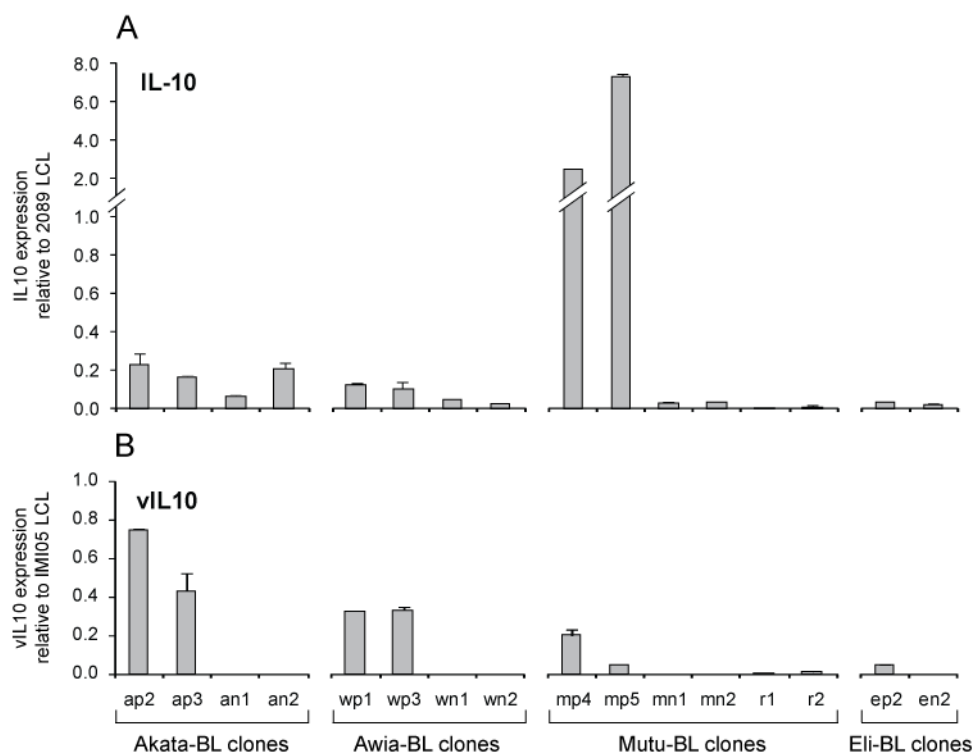 A
IL-10
IL10 expression
relative to 2089 LCL
8.0
6.0
4.0
2.0
1.0
0.8
0.6
0.4
0.2
0.0
B
vIL10
vIL10 expression
relative to IMI05 LCL
1.0
0.8
0.6
0.4
0.2
0.0
ap2 ap3 an1 an2 wp1 wp3 wn1 wn2 mp4 mp5 mn1 mn2 r1 r2 ep2 en2
Akata-BL clones Awia-BL clones Mutu-BL clones Eli-BL clones